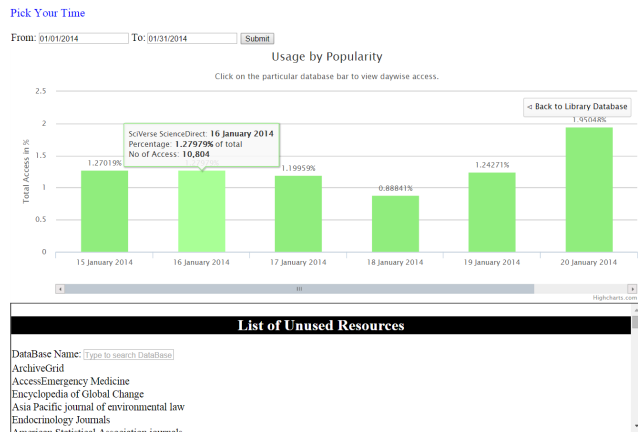 Pick Your Time
From: 01/01/2014 To: 01/31/2014 Submit
Usage by Popularity
Click on the particular database bar to view daywise access.
2.5
◅ Back to Library Database
2
1.95048%
SciVerse ScienceDirect: 16 January 2014
Percentage: 1.27979% of total
No of Access: 10,804
1.5
1.27019%
1.19959%
1.24271%
0.88841%
1
0.5
0
Total Access in %
15 January 2014
16 January 2014
17 January 2014
18 January 2014
19 January 2014
20 January 2014
Highcharts.com
List of Unused Resources
DataBase Name: Type to search DataBase
ArchiveGrid
AccessEmergency Medicine
Encyclopedia of Global Change
Asia Pacific journal of environmental law
Endocrinology Journals
American Statistical Association journals